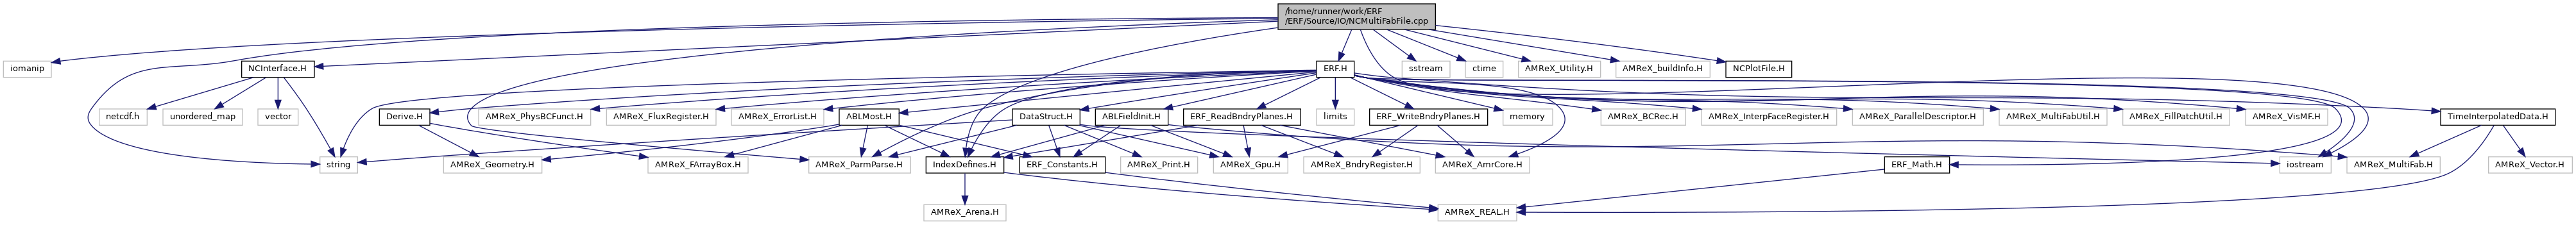 /home/runner/work/ERF
/ERF/Source/IO/NCMultiFabFile.cpp
iomanip
NCInterface.H
ERF.H
sstream
ctime
AMReX_Utility.H
AMReX_buildInfo.H
NCPlotFile.H
netcdf.h
unordered_map
vector
Derive.H
AMReX_PhysBCFunct.H
AMReX_FluxRegister.H
AMReX_ErrorList.H
ABLMost.H
DataStruct.H
ABLFieldInit.H
ERF_ReadBndryPlanes.H
limits
ERF_WriteBndryPlanes.H
memory
AMReX_BCRec.H
AMReX_InterpFaceRegister.H
AMReX_ParallelDescriptor.H
AMReX_MultiFabUtil.H
AMReX_FillPatchUtil.H
AMReX_VisMF.H
TimeInterpolatedData.H
string
AMReX_Geometry.H
AMReX_FArrayBox.H
AMReX_ParmParse.H
IndexDefines.H
ERF_Constants.H
AMReX_Print.H
AMReX_Gpu.H
AMReX_BndryRegister.H
AMReX_AmrCore.H
ERF_Math.H
iostream
AMReX_MultiFab.H
AMReX_Vector.H
AMReX_Arena.H
AMReX_REAL.H